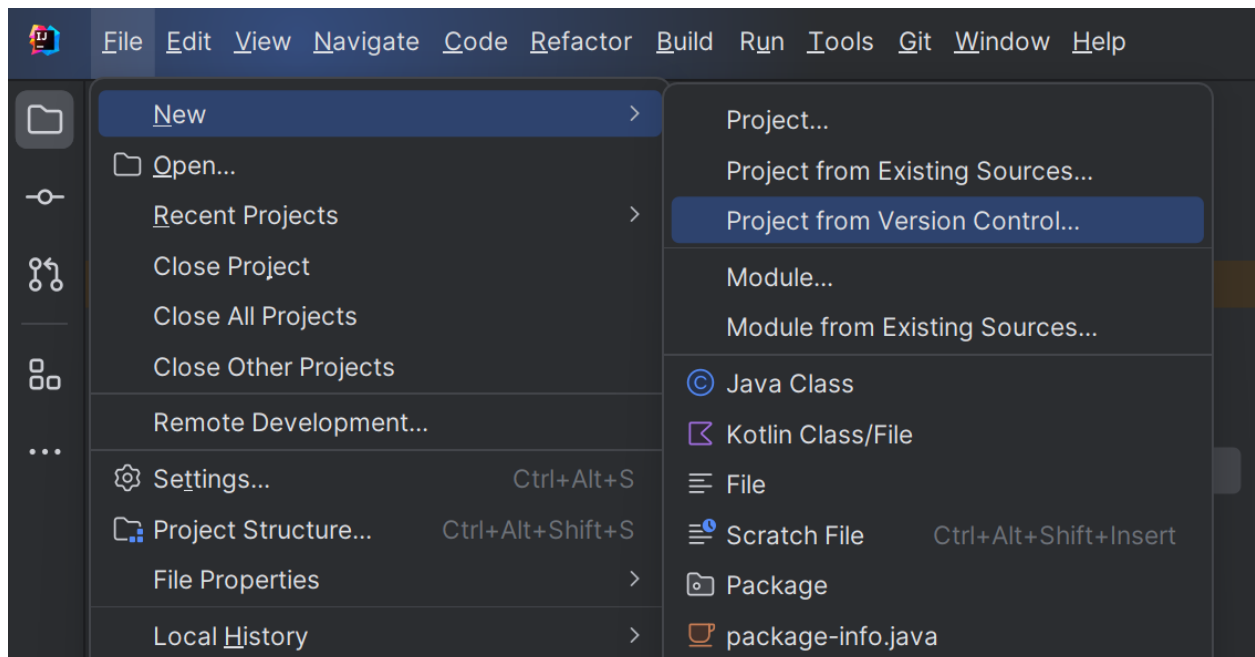 IJ
File Edit View Navigate Code Refactor Build Run Tools Git Window Help
New
Open...
Recent Projects
Close Project
Close All Projects
Close Other Projects
Remote Development...
Settings... Ctrl+Alt+S
Project Structure... Ctrl+Alt+Shift+S
File Properties
Local History
Project...
Project from Existing Sources...
Project from Version Control...
Module...
Module from Existing Sources...
Java Class
Kotlin Class/File
File
Scratch File Ctrl+Alt+Shift+Insert
Package
package-info.java